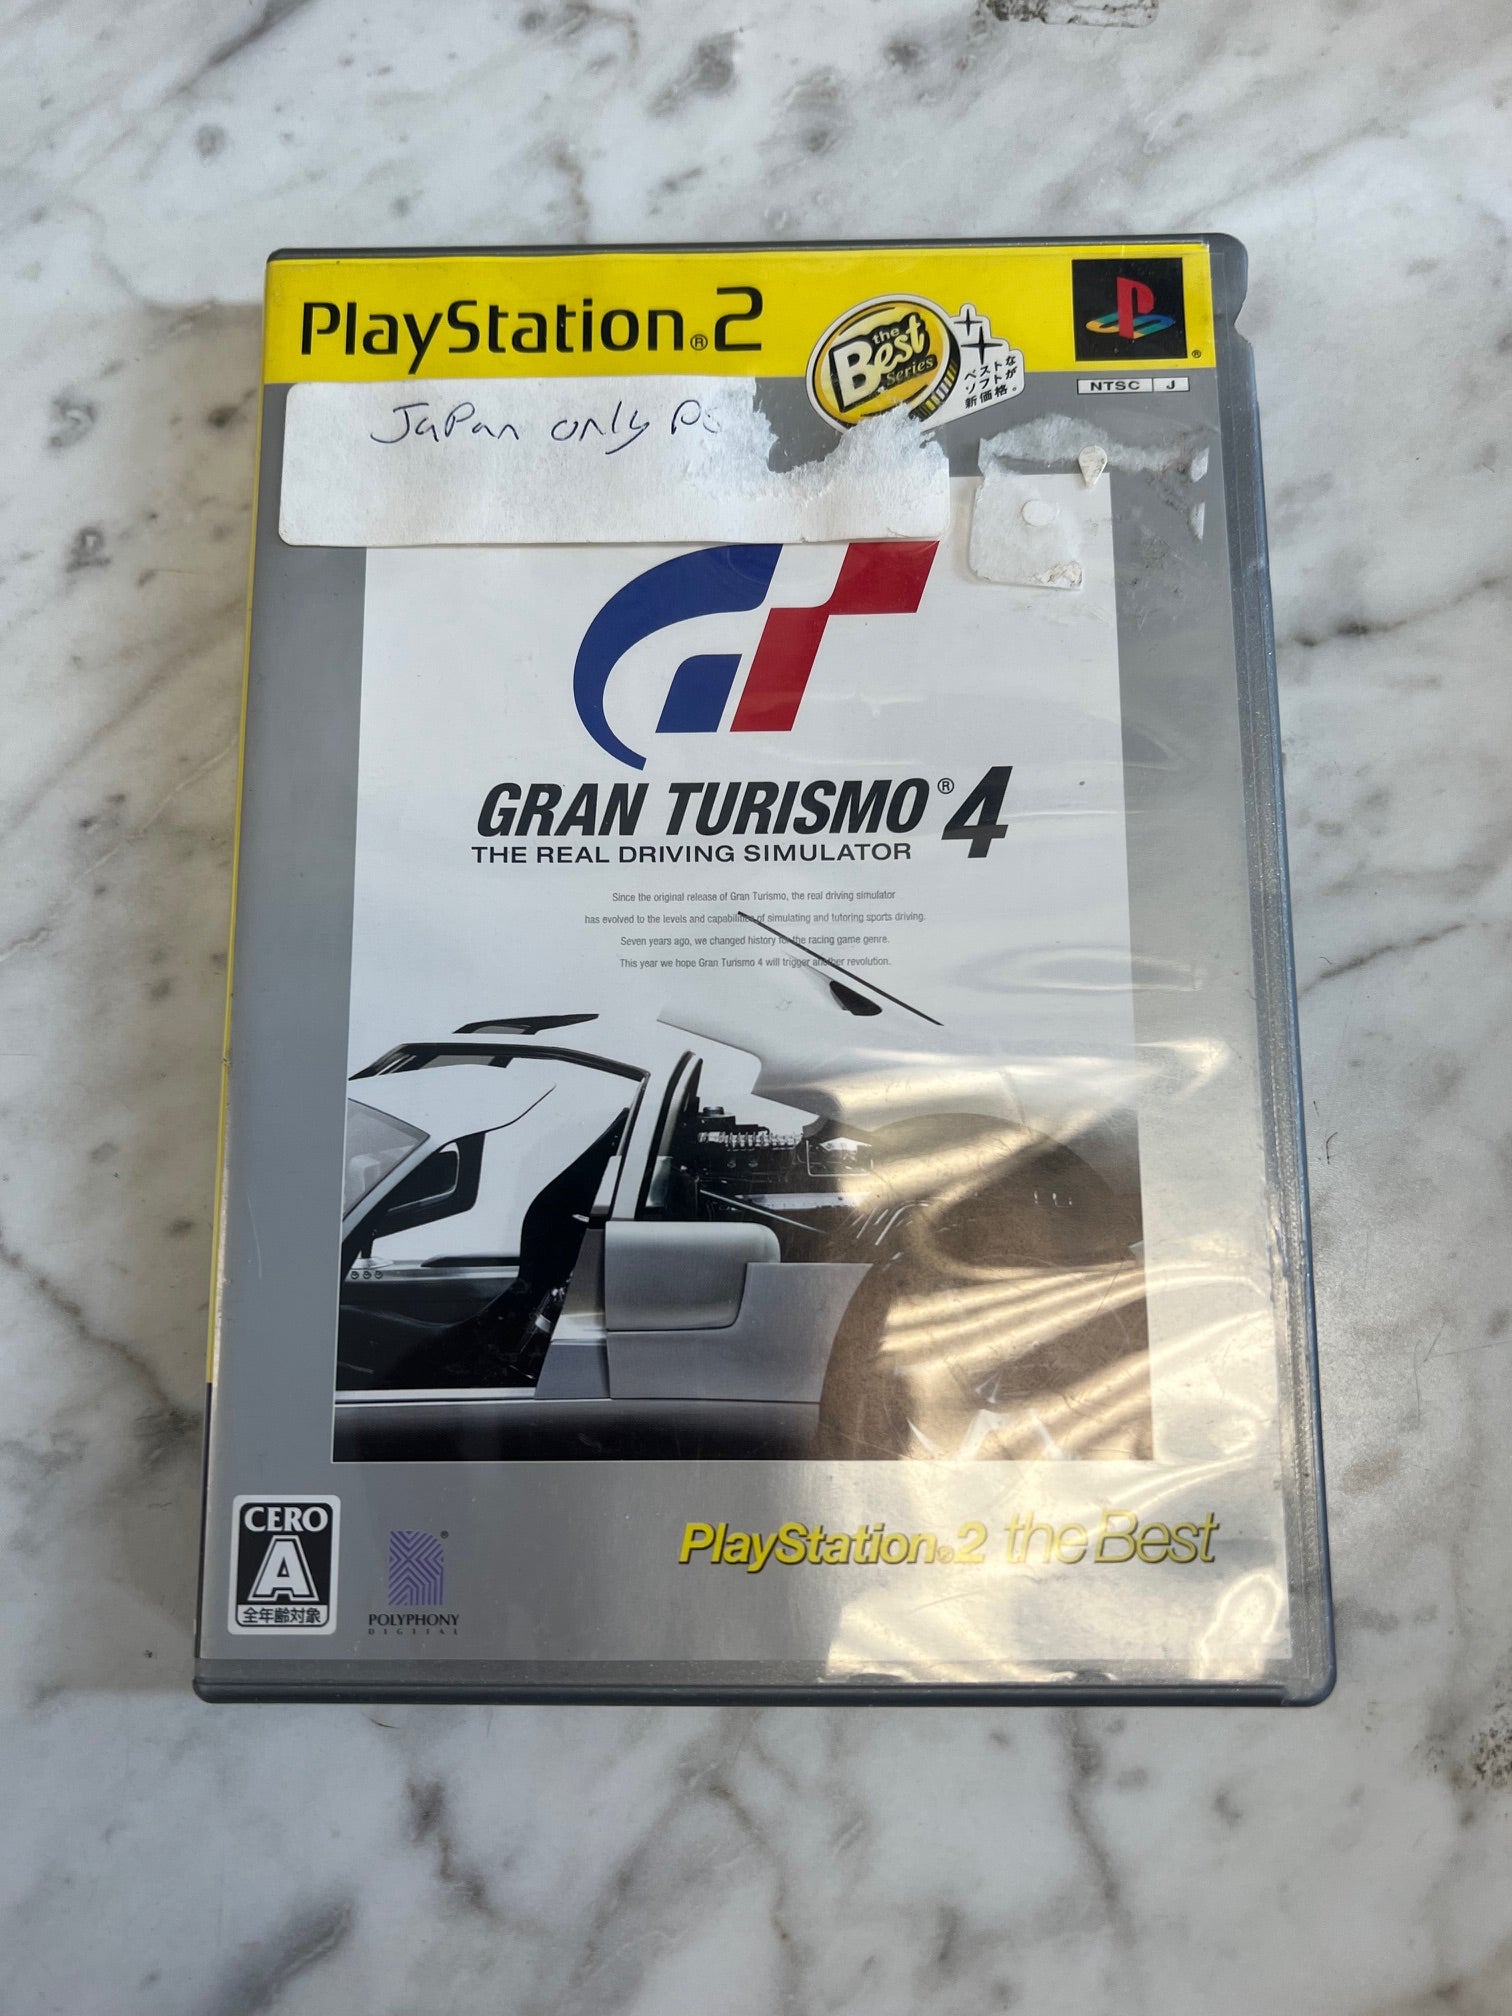 PlayStation®2
the Best Series
ベストな
ソフトが
新価格。
NTSC J
Japan only
GRAN TURISMO® 4
THE REAL DRIVING SIMULATOR
Since the original release of Gran Turismo, the real driving simulator
has evolved to the levels and capabilities of simulating and tutoring sports driving.
Seven years ago, we changed history for the racing game genre.
This year we hope Gran Turismo 4 will trigger another revolution.
CERO
A
全年齢対象
POLYPHONY
DIGITAL
PlayStation®2 the Best